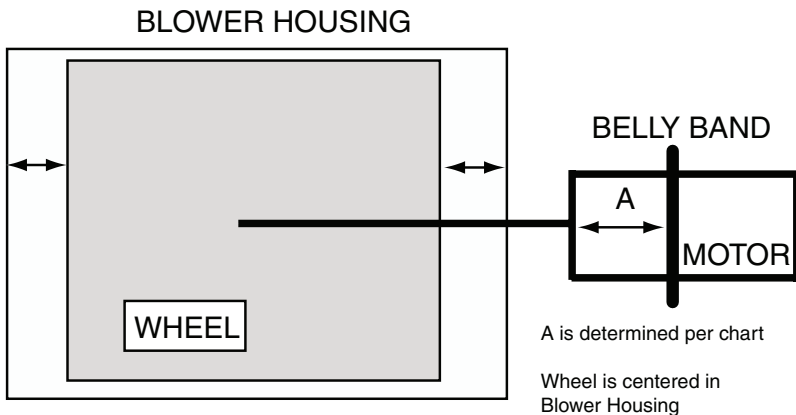 BLOWER HOUSING
BELLY BAND
A
MOTOR
WHEEL
A is determined per chart
Wheel is centered in
Blower Housing